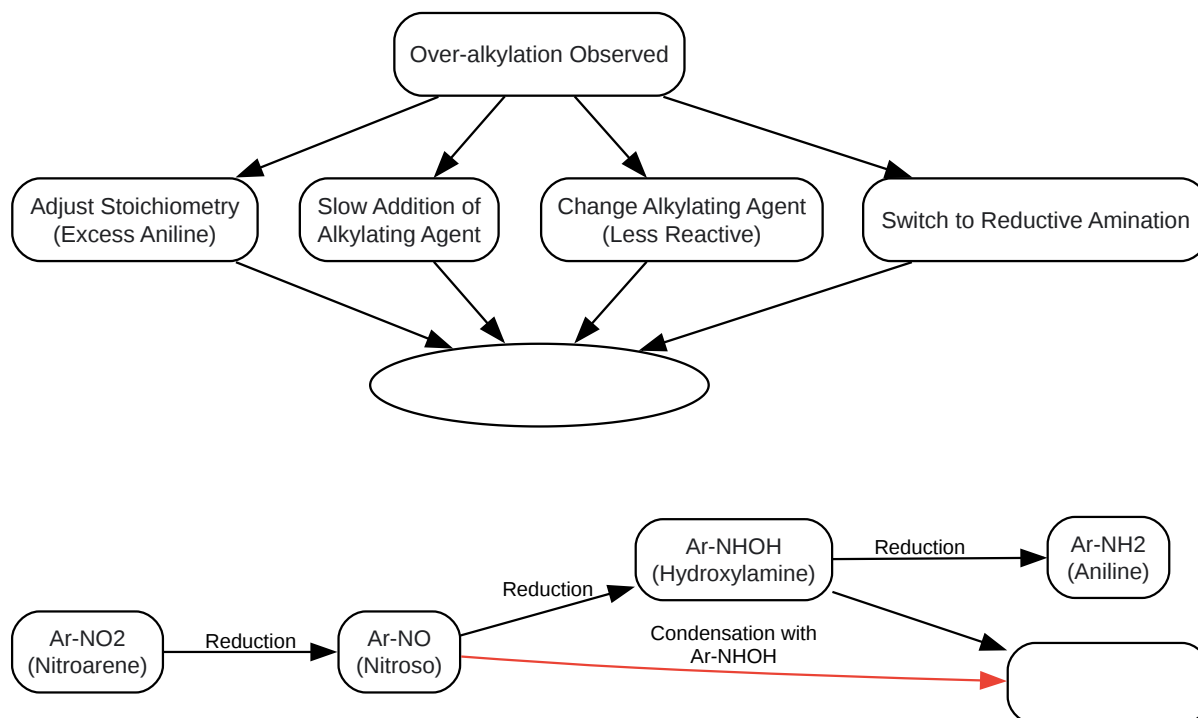 Over-alkylation Observed
Adjust Stoichiometry
(Excess Aniline)
Slow Addition of
Alkylating Agent
Change Alkylating Agent
(Less Reactive)
Switch to Reductive Amination
Ar-NHOH
(Hydroxylamine)
Reduction
Ar-NH2
(Aniline)
Reduction
Ar-NO2
(Nitroarene)
Reduction
Ar-NO
(Nitroso)
Condensation with
Ar-NHOH